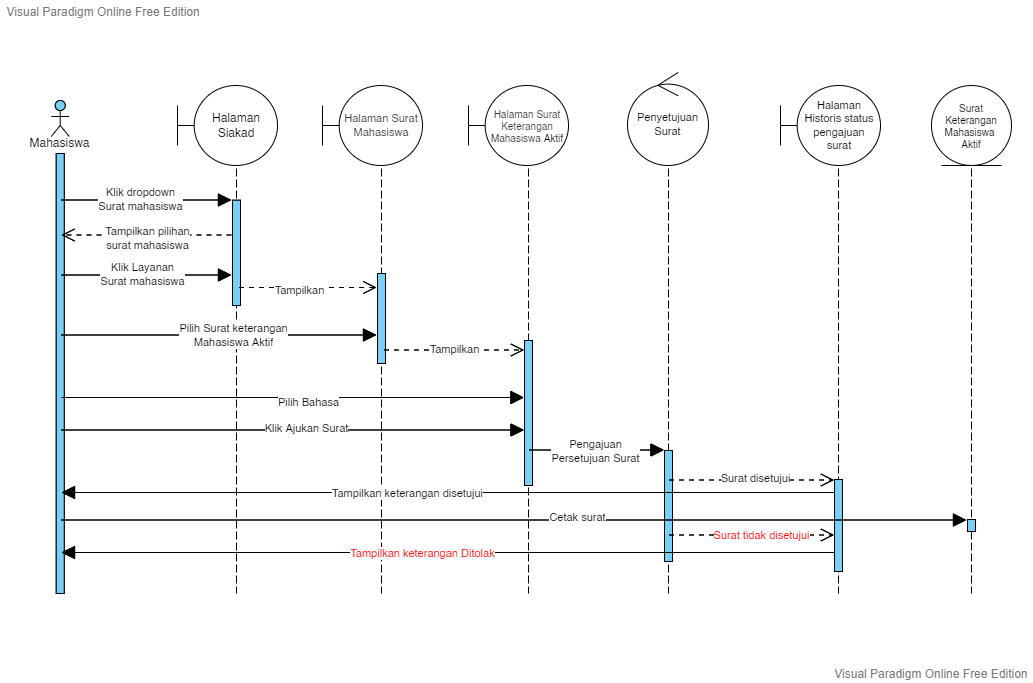 Visual Paradigm Online Free Edition
Mahasiswa
Halaman
Siakad
Halaman Surat
Mahasiswa
Halaman Surat
Keterangan
Mahasiswa Aktif
Penyetujuan
Surat
Halaman
Historis status
pengajuan
surat
Surat
Keterangan
Mahasiswa
Aktif
Klik dropdown
Surat mahasiswa
Tampilkan pilihan
surat mahasiswa
Klik Layanan
Surat mahasiswa
Tampilkan
Pilih Surat keterangan
Mahasiswa Aktif
Tampilkan
Pilih Bahasa
Klik Ajukan Surat
Pengajuan
Persetujuan Surat
Surat disetujui
Tampilkan keterangan disetujui
Cetak surat
Surat tidak disetujui
Tampilkan keterangan Ditolak
Visual Paradigm Online Free Edition